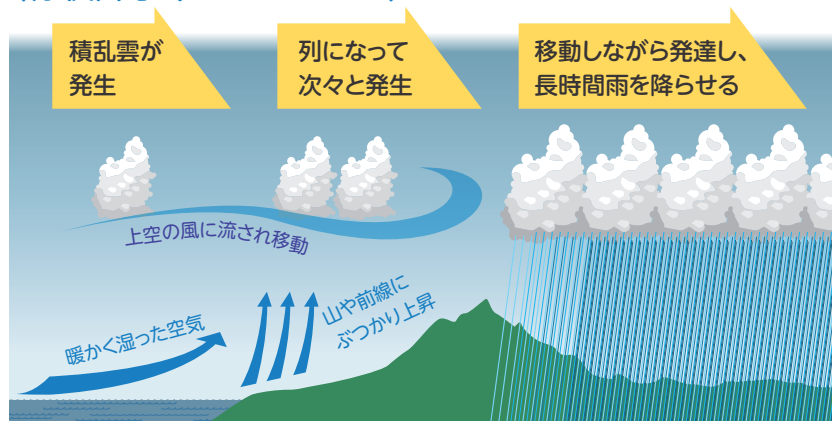 積乱雲が
発生
列になって
次々と発生
移動しながら発達し、
長時間雨を降らせる
上空の風に流され移動
暖かく湿った空気
山や前線に
ぶつかり上昇